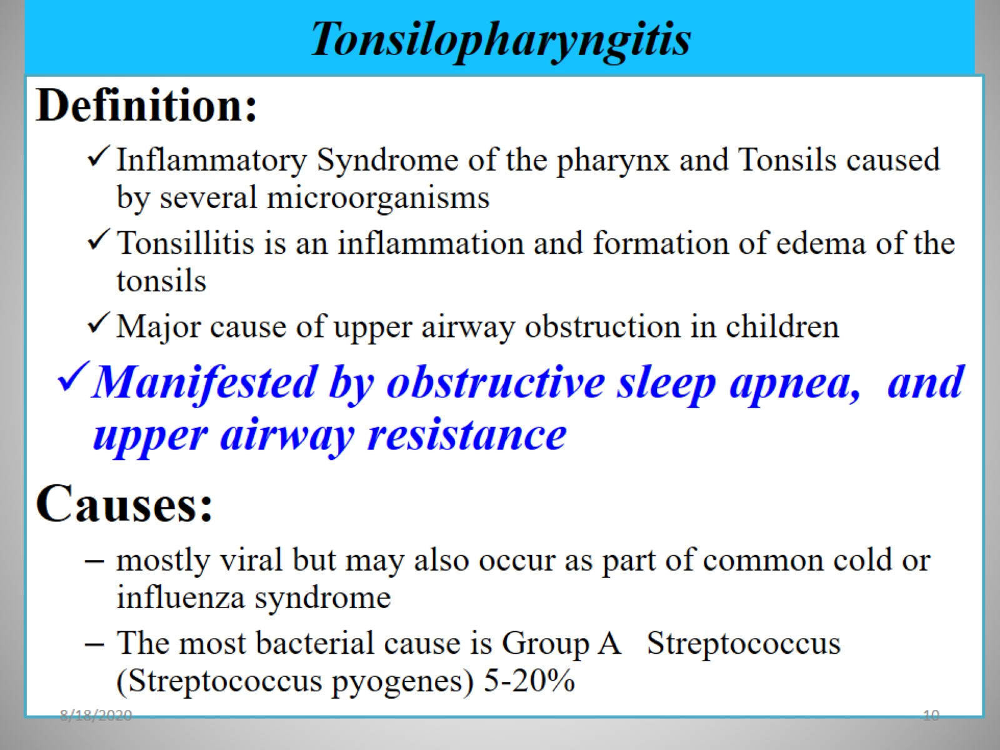 Tonsilopharyngitis
Definition:
✓ Inflammatory Syndrome of the pharynx and Tonsils caused
by several microorganisms
✓ Tonsillitis is an inflammation and formation of edema of the
tonsils
✓ Major cause of upper airway obstruction in children
✓ Manifested by obstructive sleep apnea, and
upper airway resistance
Causes:
– mostly viral but may also occur as part of common cold or
influenza syndrome
– The most bacterial cause is Group A Streptococcus
(Streptococcus pyogenes) 5-20%
8/18/2020
10